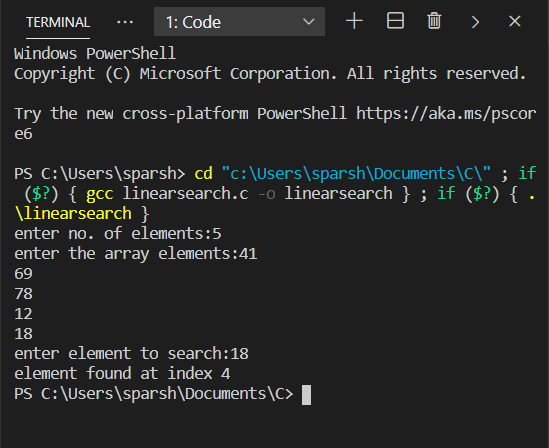 TERMINAL ... 1: Code
Windows PowerShell
Copyright (C) Microsoft Corporation. All rights reserved.
Try the new cross-platform PowerShell https://aka.ms/pscor
e6
PS C:\Users\sparsh> cd "c:\Users\sparsh\Documents\C\" ; if
($?) { gcc linearsearch.c -o linearsearch } ; if ($?) { .
\linearsearch }
enter no. of elements:5
enter the array elements:41
69
78
12
18
enter element to search:18
element found at index 4
PS C:\Users\sparsh\Documents\C>